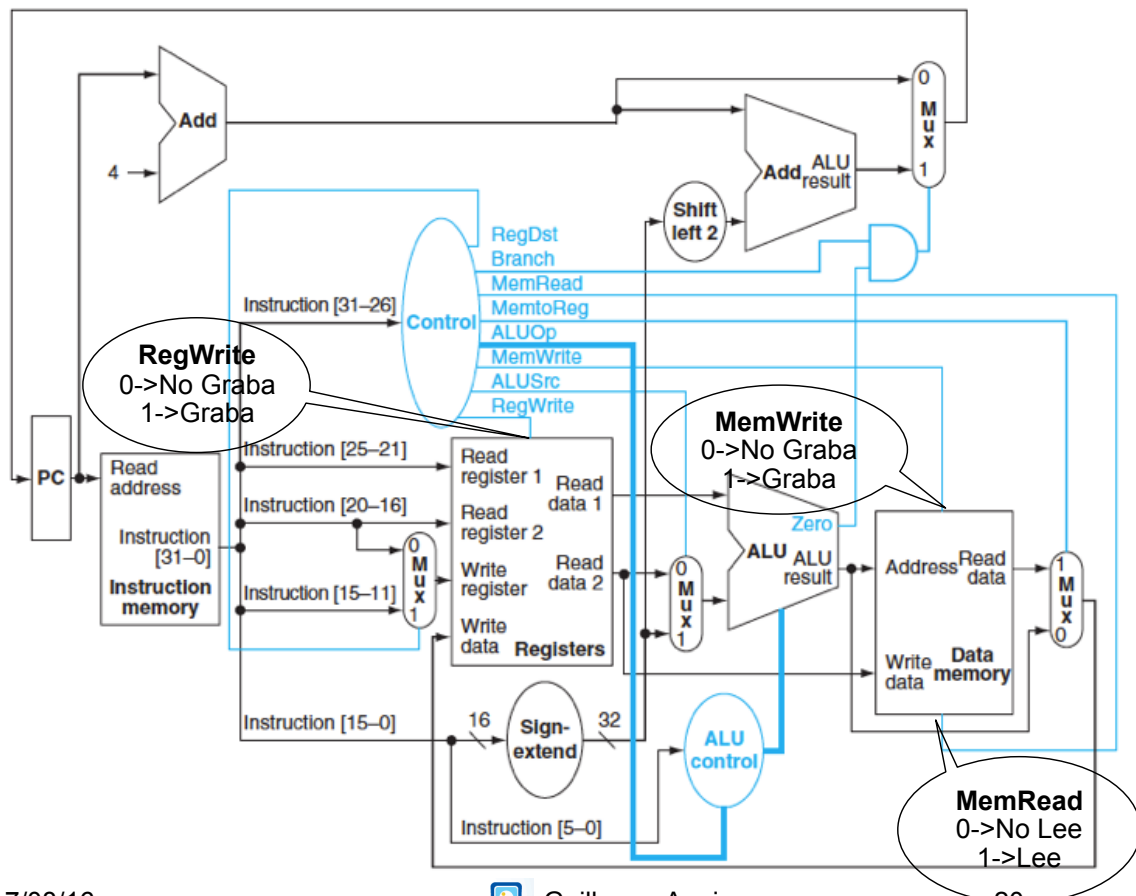 0
M
u
x
1
Add
4
Add ALU
result
Shift
left 2
RegDst
Branch
MemRead
MemtoReg
ALUOp
MemWrite
ALUSrc
RegWrite
Instruction [31–26]
Control
RegWrite
0->No Graba
1->Graba
MemWrite
0->No Graba
1->Graba
PC
Read
address
Instruction
[31–0]
Instruction
memory
Instruction [25–21]
Instruction [20–16]
Instruction [15–11]
0
M
u
x
1
Read
register 1
Read
data 1
Read
register 2
Write
register
Read
data 2
Write
data
Registers
0
M
u
x
1
Zero
ALU
ALU
result
Address
Read
data
Write
data
Data
memory
1
M
u
x
0
Instruction [15–0]
16
Sign-
extend
32
ALU
control
Instruction [5–0]
MemRead
0->No Lee
1->Lee